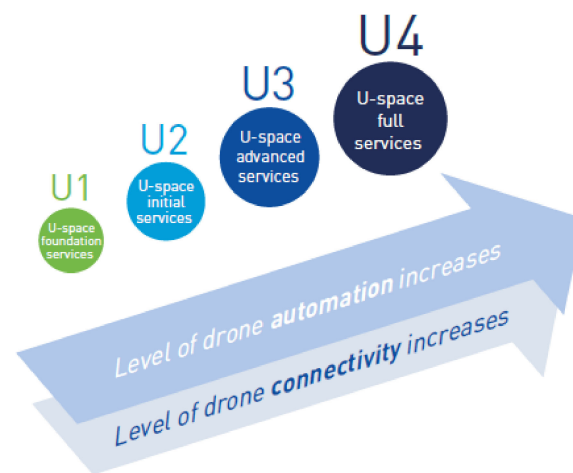 U1
U-space
foundation
services
U2
U-space
initial
services
U3
U-space
advanced
services
U4
U-space
full
services
Level of drone automation increases
Level of drone connectivity increases